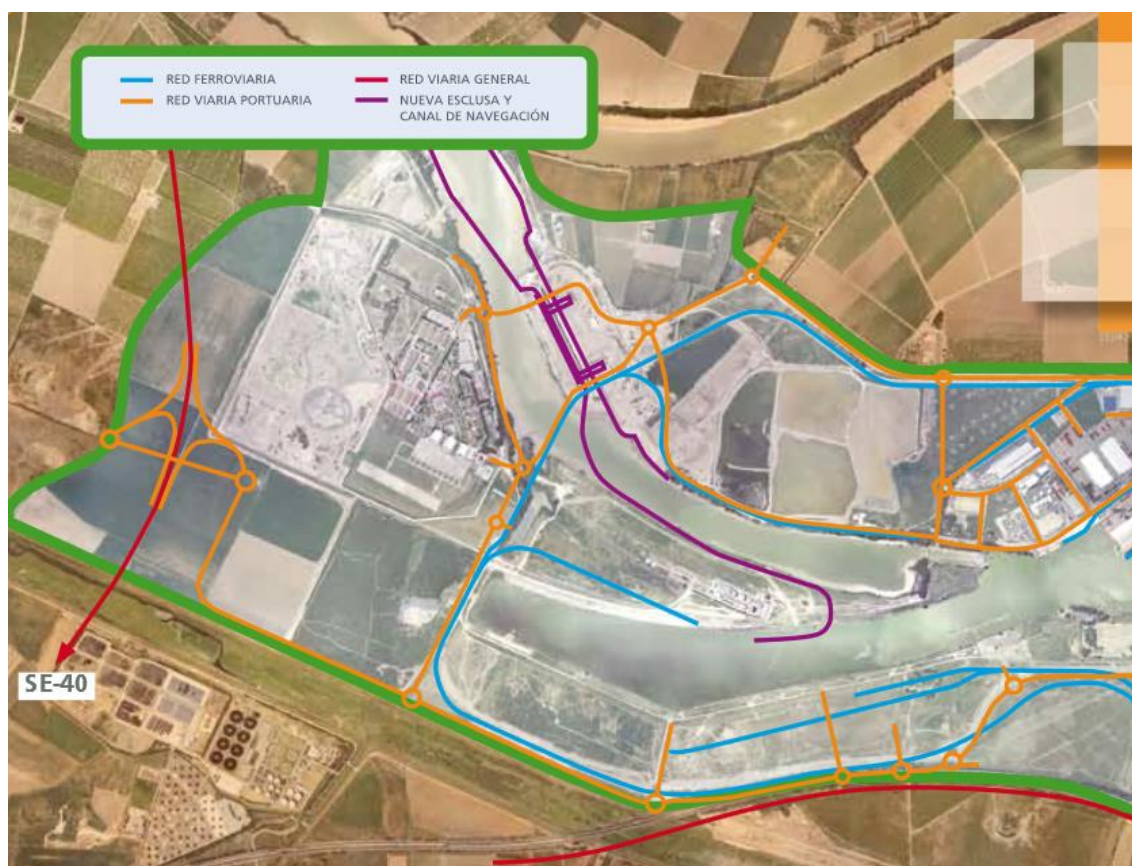 RED FERROVIARIA
RED VIARIA PORTUARIA
RED VIARIA GENERAL
NUEVA ESCLUSA Y
CANAL DE NAVEGACIÓN
SE-40